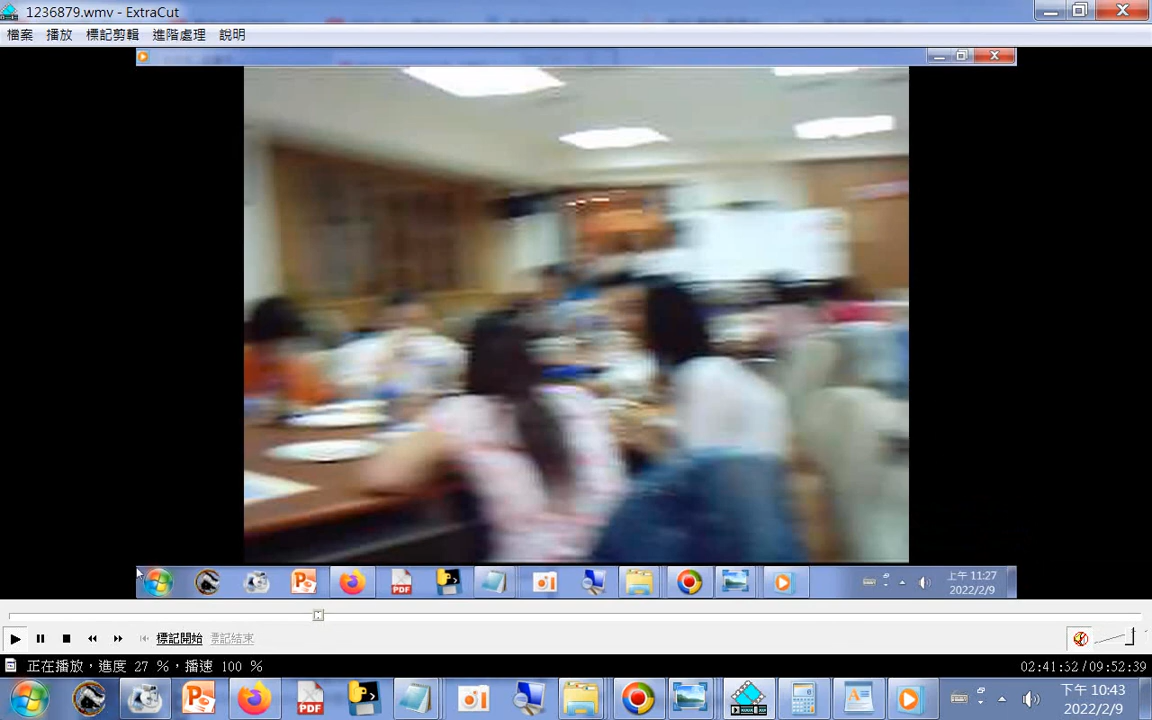 1236879.wmv - ExtraCut
檔案 播放 標記剪輯 進階處理 說明
上午 11:27
2022/2/9
標記開始 標記結束
正在播放，進度 27 %，播速 100 %
02:41:32 / 09:52:39
下午 10:43
2022/2/9